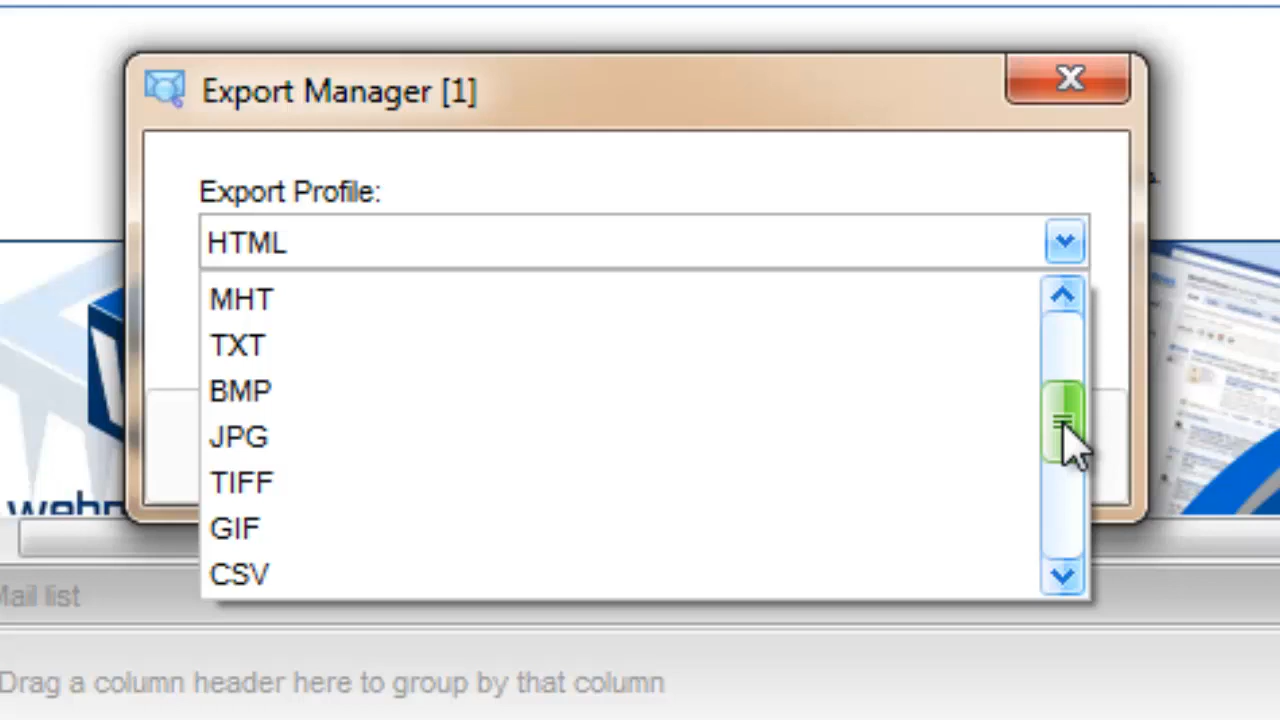 Export Manager [1]
Export Profile:
HTML
MHT
TXT
BMP
JPG
TIFF
GIF
CSV
Mail list
Drag a column header here to group by that column